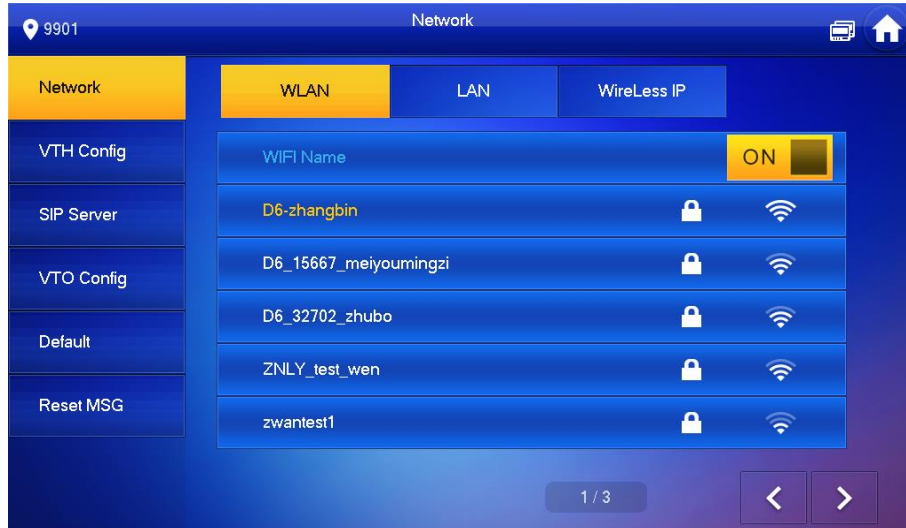 9901
Network
Network
WLAN
LAN
WireLess IP
VTH Config
WIFI Name
ON
SIP Server
D6-zhangbin
VTO Config
D6_15667_meiyoumingzi
D6_32702_zhubo
Default
ZNLY_test_wen
Reset MSG
zwantest1
1 / 3